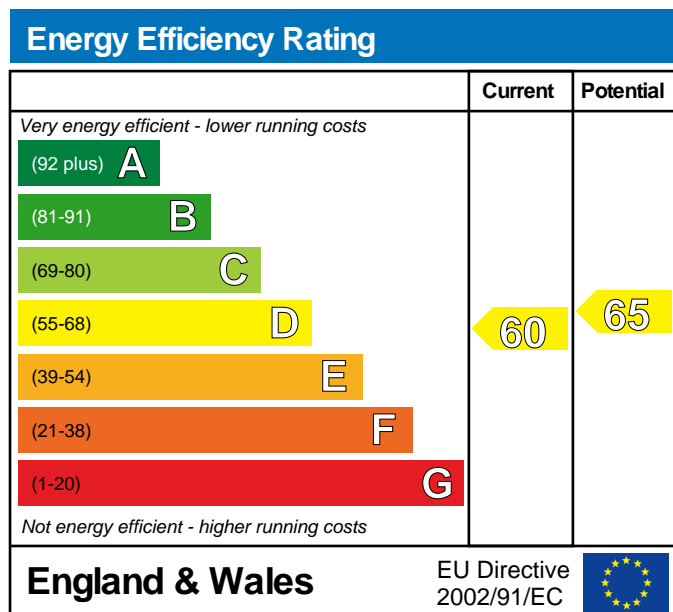 Energy Efficiency Rating
Current Potential
Very energy efficient - lower running costs
(92 plus) A
(81-91) B
(69-80) C
(55-68) D
(39-54) E
(21-38) F
(1-20) G
60 65
Not energy efficient - higher running costs
England & Wales
EU Directive
2002/91/EC